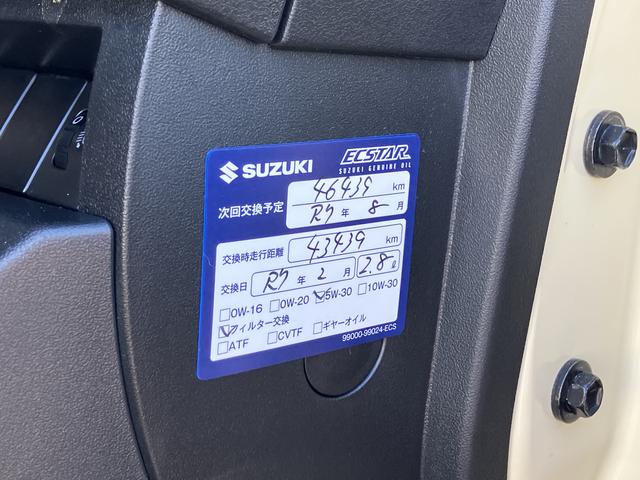 SUZUKI ECSTAR
SUZUKI GENUINE OIL
次回交換予定 46439 km
R7 年 8 月
交換時走行距離 43439 km
交換日 R7 年 2 月 2.8 ℓ
□0W-16 □0W-20 ☑5W-30 □10W-30
☑フィルター交換 □ギヤーオイル
□ATF □CVTF
99000-99024-ECS